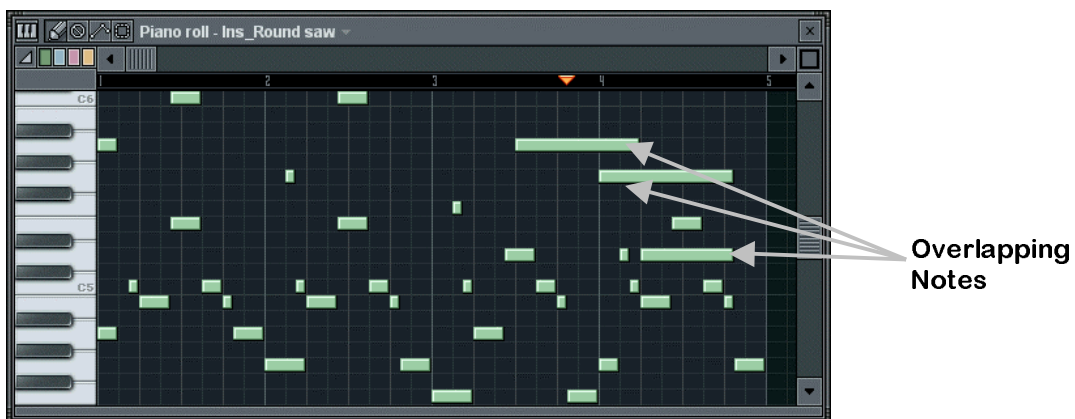 Piano roll - Ins_Round saw
1 2 3 4 5
C6
C5
Overlapping
Notes